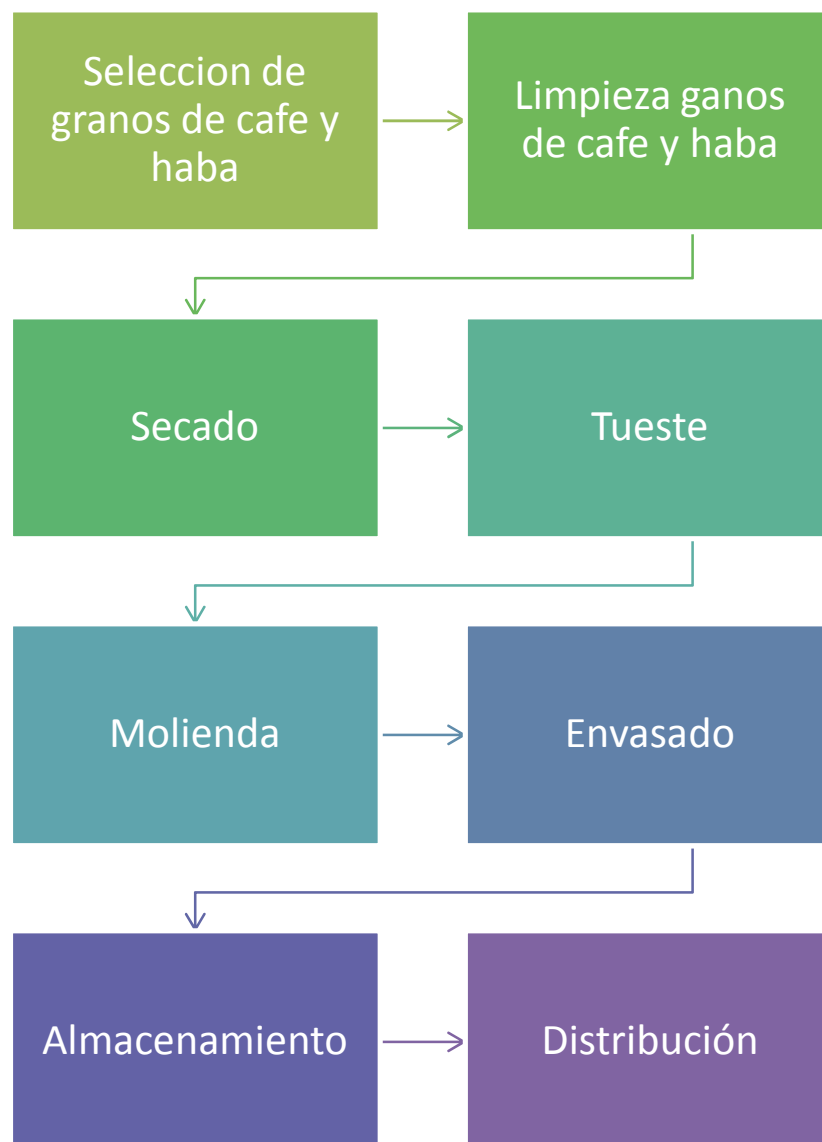 Seleccion de
granos de cafe y
haba
Limpieza ganos
de cafe y haba
Secado
Tueste
Molienda
Envasado
Almacenamiento
Distribución